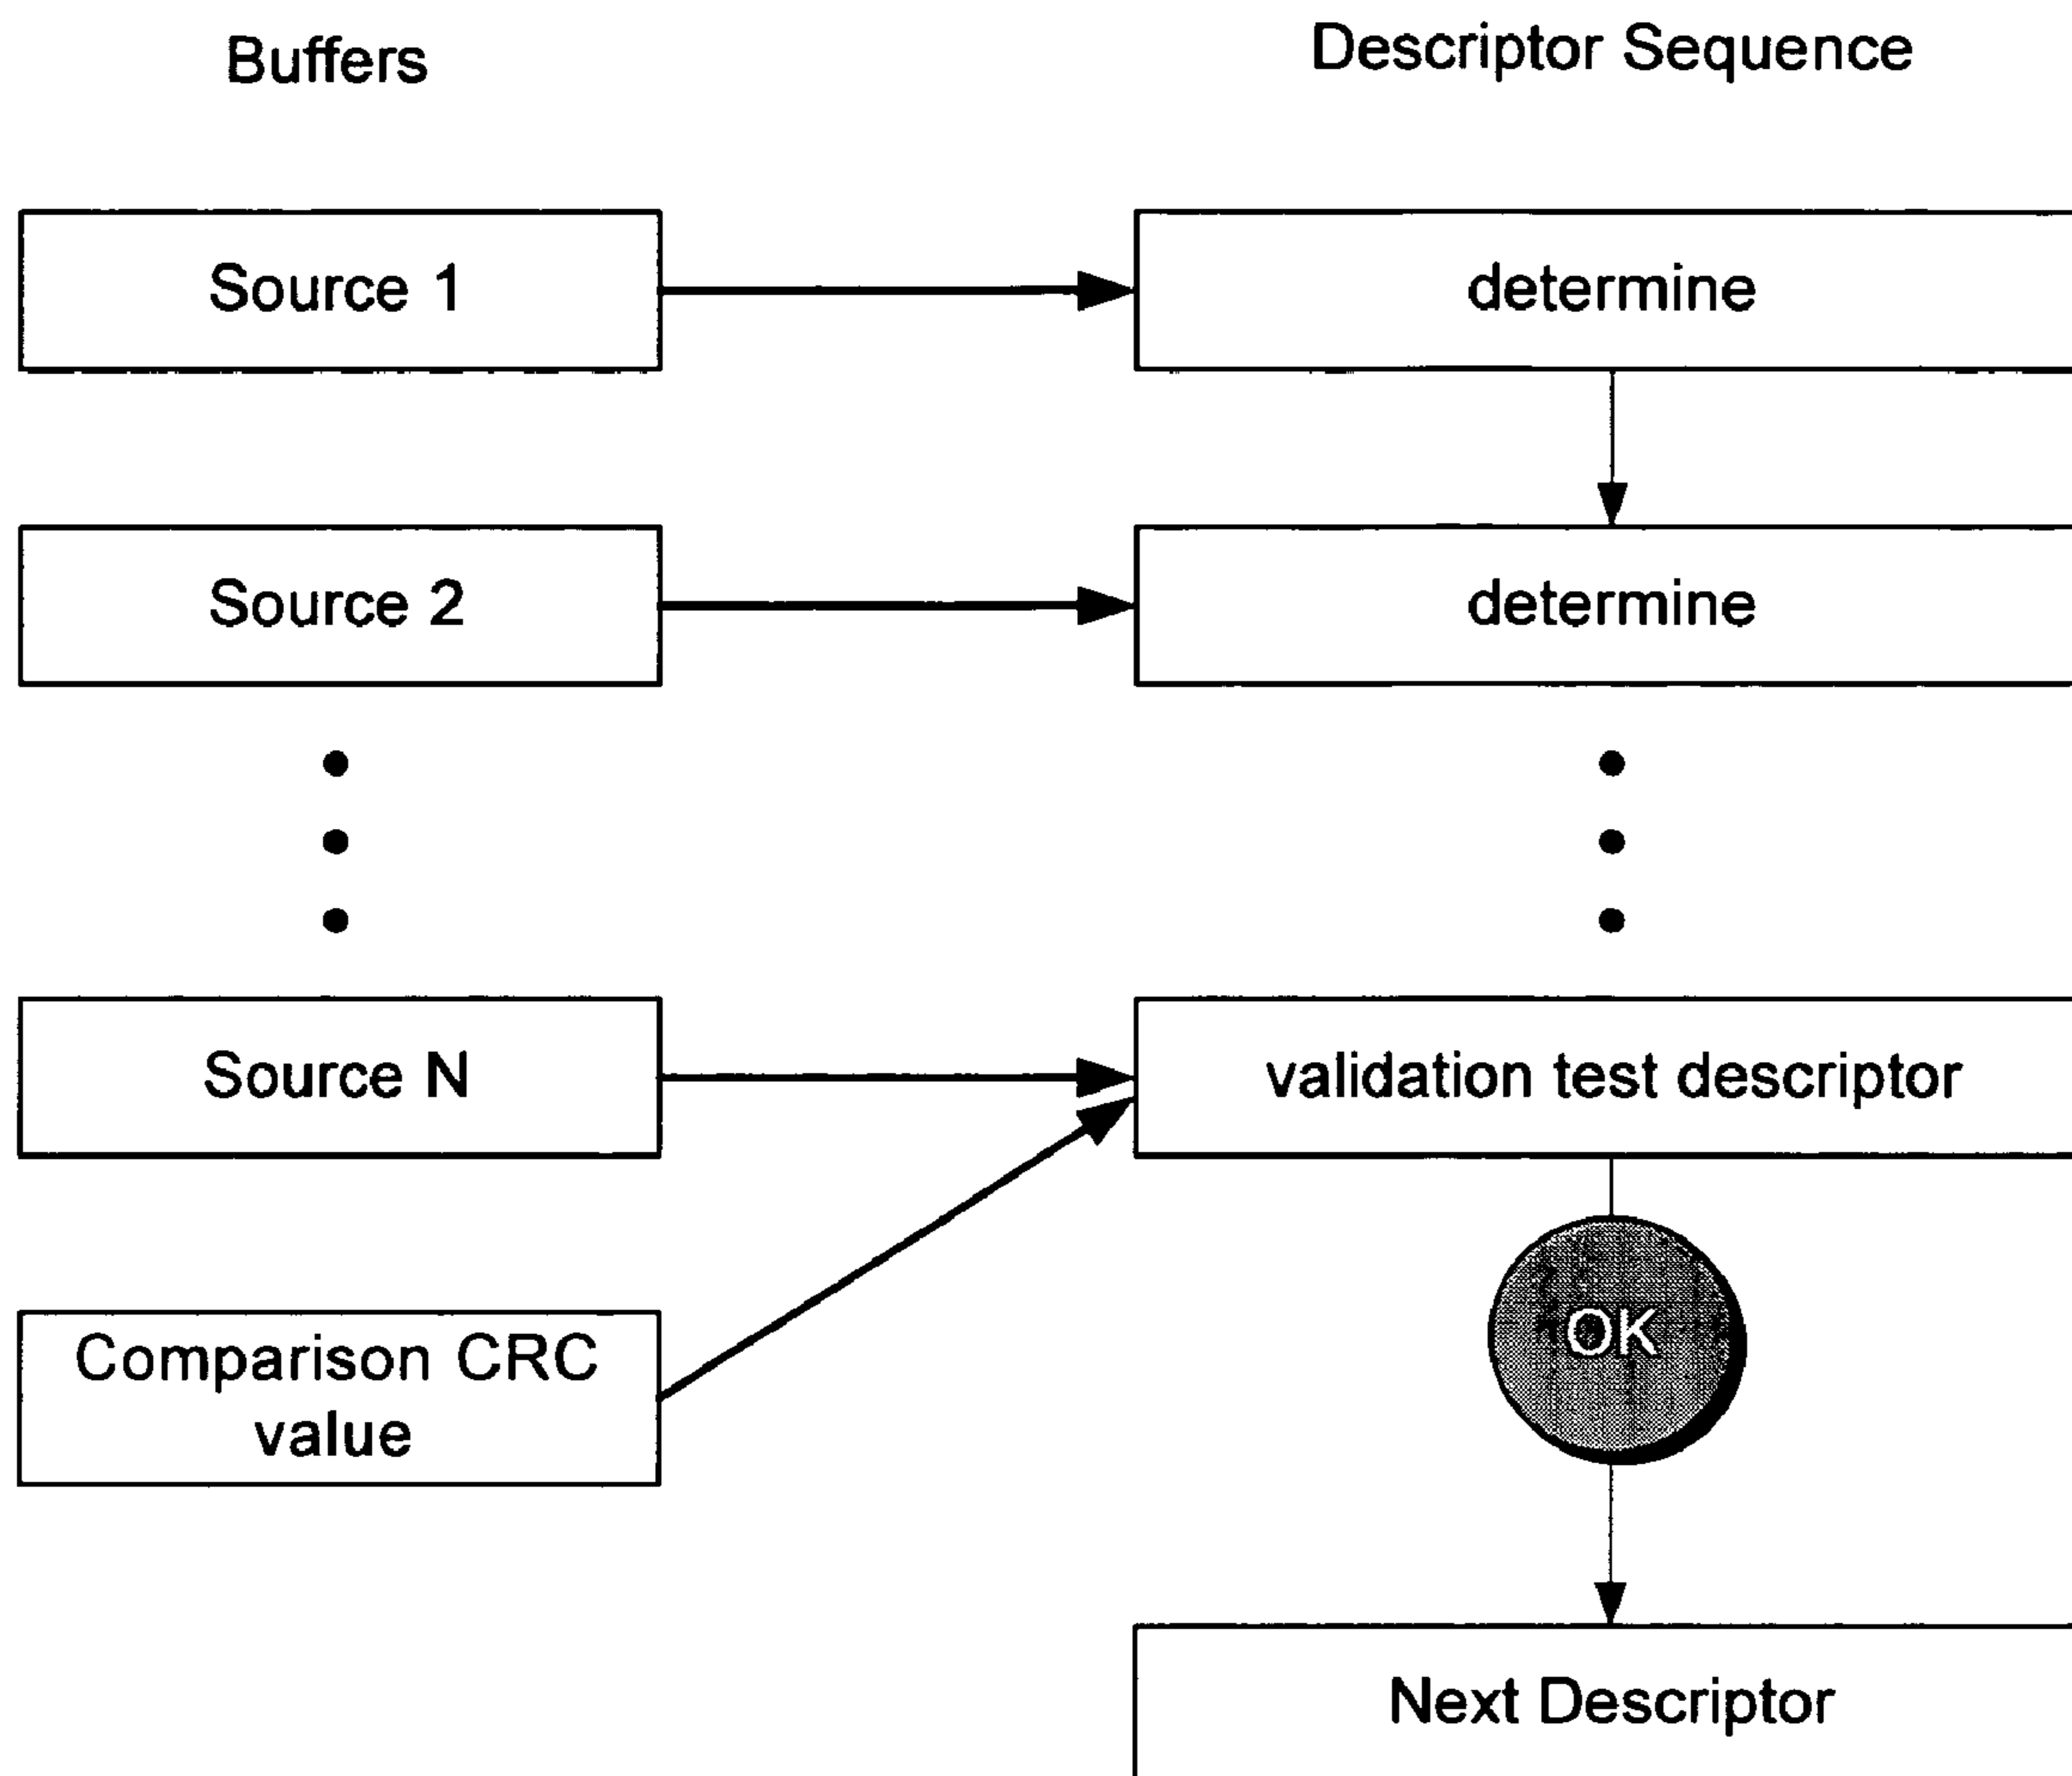 Buffers
Descriptor Sequence
Source 1
determine
Source 2
determine
Source N
validation test descriptor
Comparison CRC
value
OK
Next Descriptor